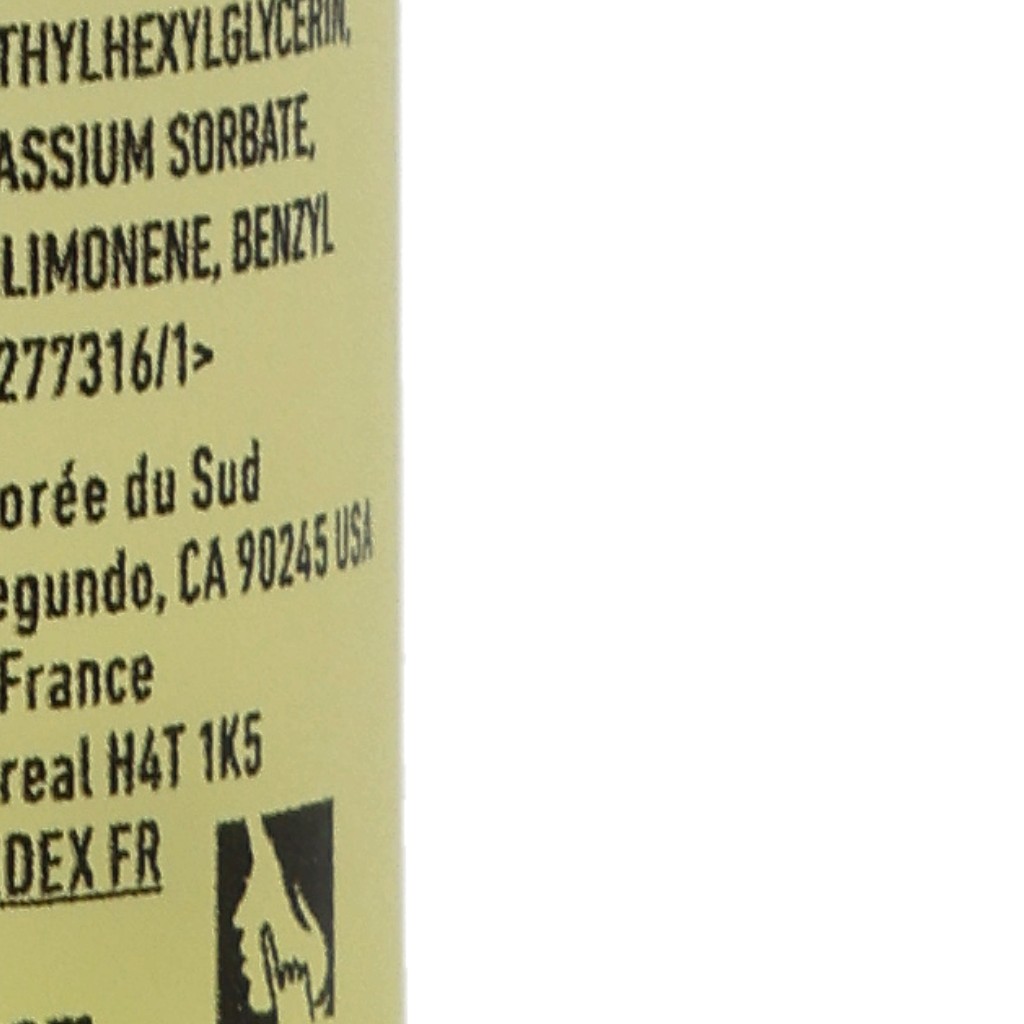 THYLHEXYLGLYCERIN,
ASSIUM SORBATE,
LIMONENE, BENZYL
277316/1>
orée du Sud
egundo, CA 90245 USA
France
real H4T 1K5
DEX FR